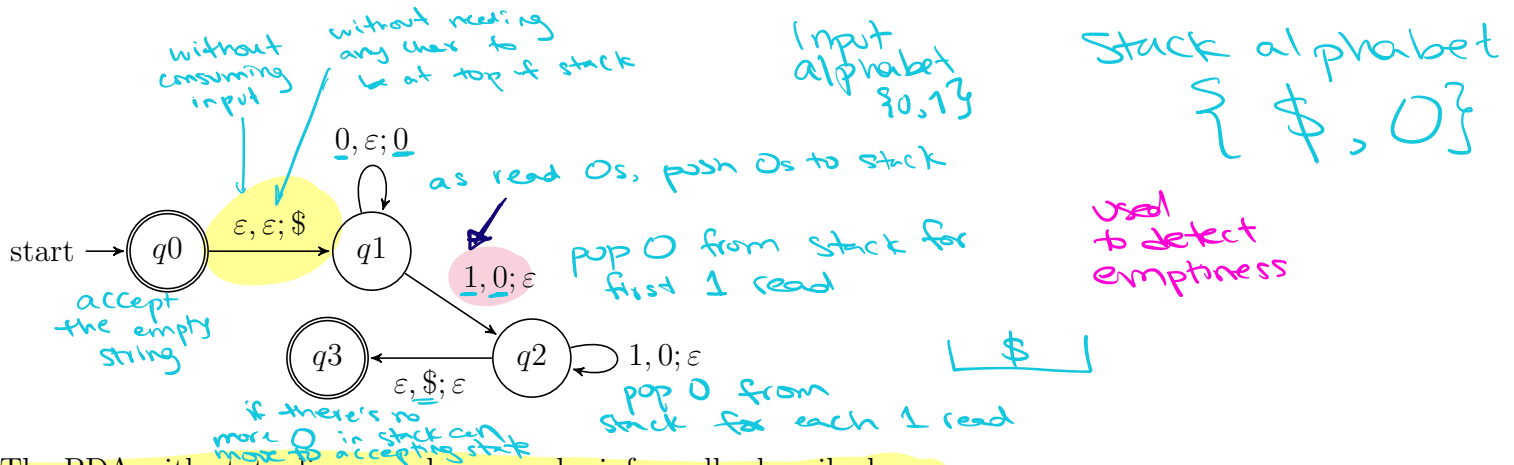 without
consuming
input
without needing
any char to
be at top of stack
Input
alphabet
{0,1}
Stack alphabet
{ $, 0}
0, ε; 0
as read 0s, push 0s to stack
used
to detect
emptiness
start
q0
ε, ε; $
q1
1, 0; ε
pop 0 from stack for
first 1 read
accept
the empty
string
q3
ε, $; ε
q2
1, 0; ε
$
pop 0 from
stack for each 1 read
if there's no
more 0 in stack can
move to accepting state